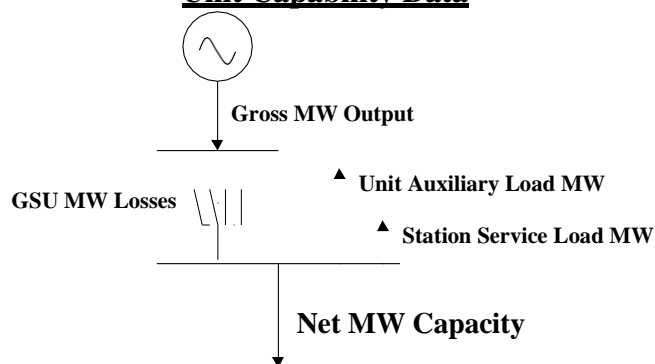 Unit Capability Data
Gross MW Output
Unit Auxiliary Load MW
GSU MW Losses
Station Service Load MW
Net MW Capacity